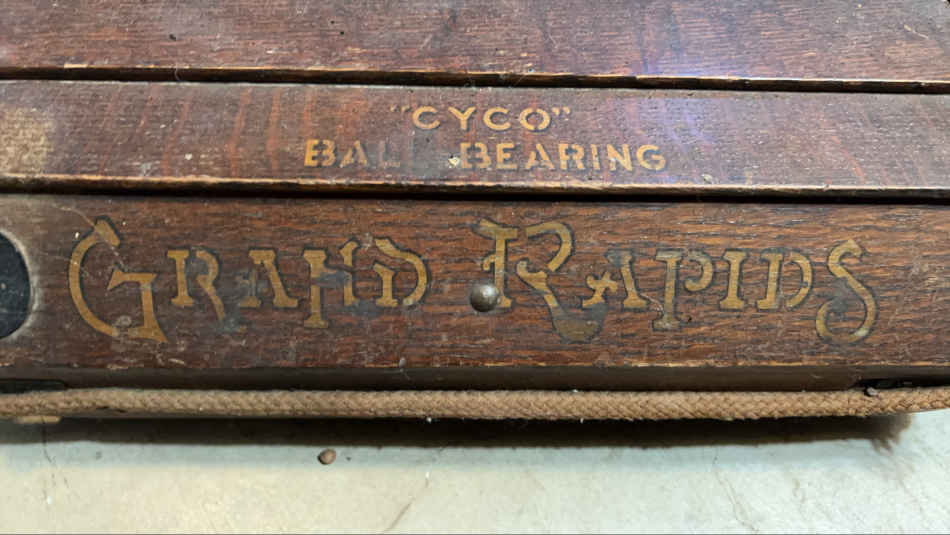 "CYCO"
BALL BEARING
GRAND RAPIDS